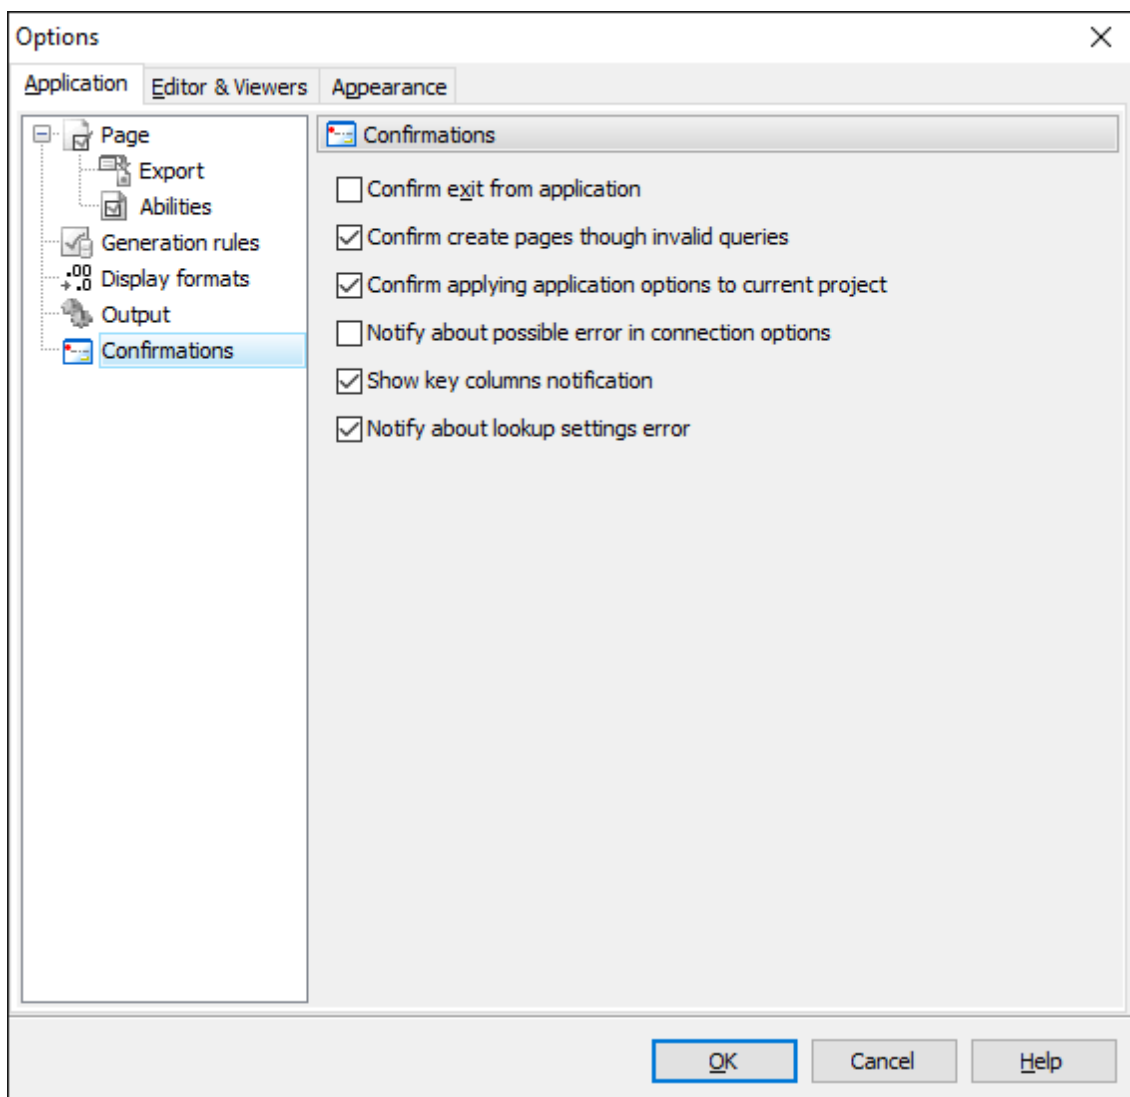 Options
Application Editor & Viewers Appearance
Page
Export
Abilities
Generation rules
Display formats
Output
Confirmations
Confirmations
Confirm exit from application
Confirm create pages though invalid queries
Confirm applying application options to current project
Notify about possible error in connection options
Show key columns notification
Notify about lookup settings error
OK Cancel Help